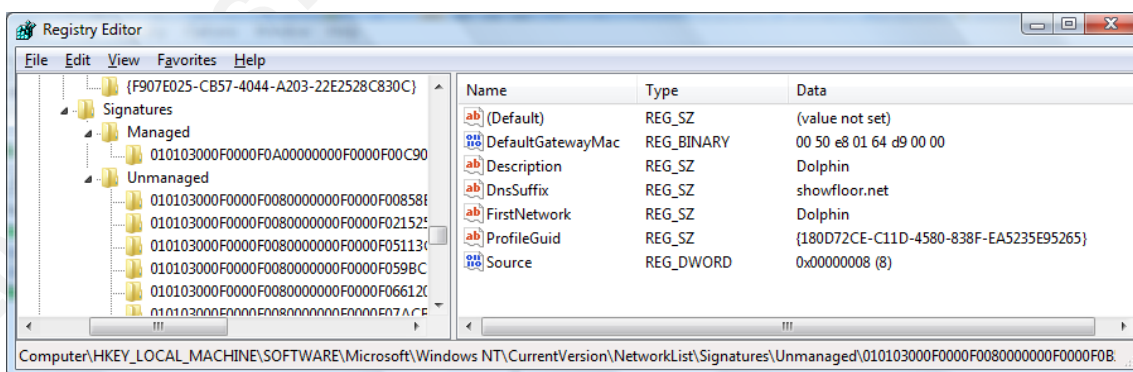 Registry Editor
File Edit View Favorites Help
{F907E025-CB57-4044-A203-22E2528C830C}
Signatures
Managed
010103000F0000F0A00000000F0000F00C90
Unmanaged
010103000F0000F0080000000F0000F00858E
010103000F0000F0080000000F0000F021525
010103000F0000F0080000000F0000F05113
010103000F0000F0080000000F0000F059BC
010103000F0000F0080000000F0000F06612
010103000F0000F0080000000F0000F07ACF
Name Type Data
(Default) REG_SZ (value not set)
DefaultGatewayMac REG_BINARY 00 50 e8 01 64 d9 00 00
Description REG_SZ Dolphin
DnsSuffix REG_SZ showfloor.net
FirstNetwork REG_SZ Dolphin
ProfileGuid REG_SZ {180D72CE-C11D-4580-838F-EA5235E95265}
Source REG_DWORD 0x00000008 (8)
Computer\HKEY_LOCAL_MACHINE\SOFTWARE\Microsoft\Windows NT\CurrentVersion\NetworkList\Signatures\Unmanaged\010103000F0000F0080000000F0000F0B